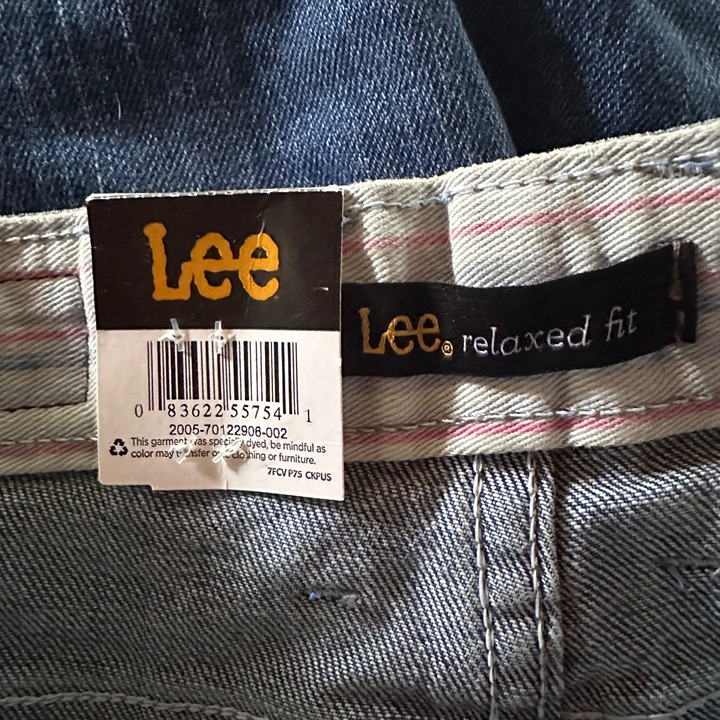 Lee
Lee® relaxed fit
0 83622 55754 1
2005-70122906-002
This garment was specially dyed, be mindful as
color may transfer onto clothing or furniture.
7FCV P7S CKPUS